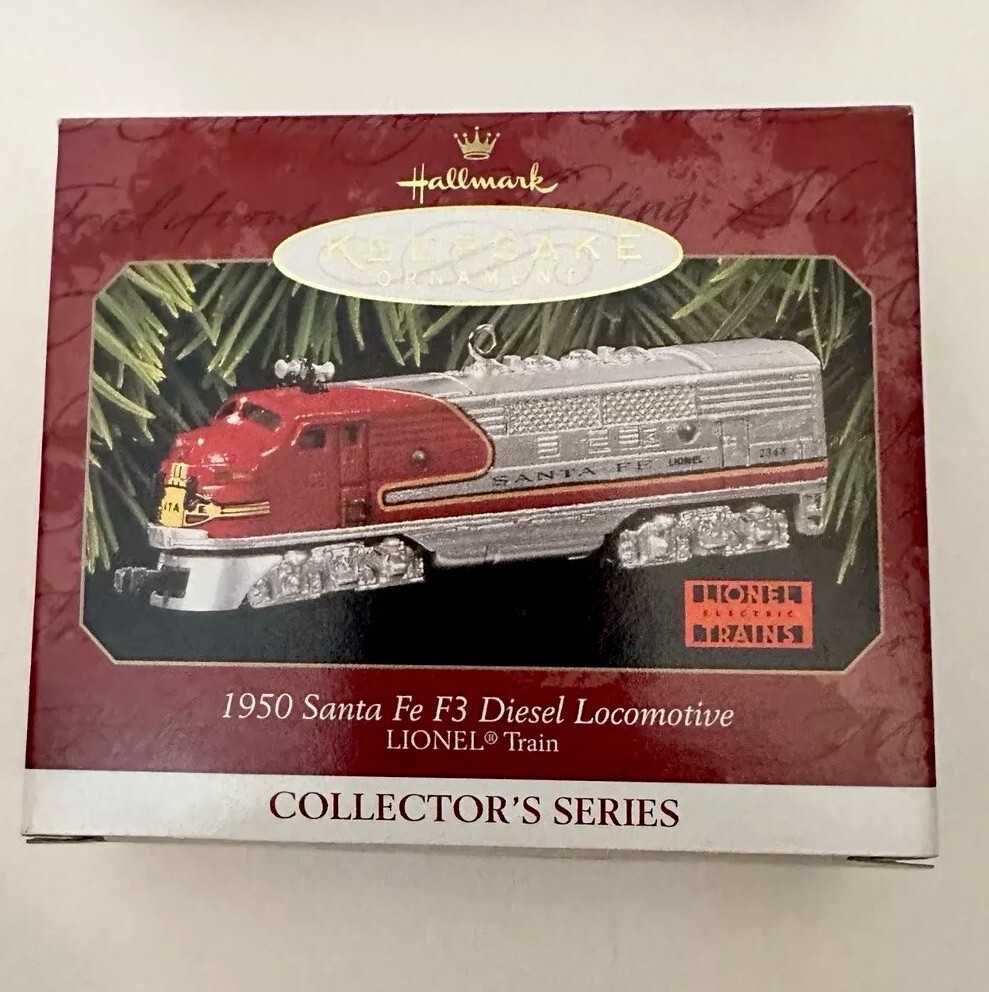 Hallmark
KEEPSAKE
ORNAMENT
SANTA FE LIONEL
LIONEL
ELECTRIC
TRAINS
1950 Santa Fe F3 Diesel Locomotive
LIONEL® Train
COLLECTOR'S SERIES